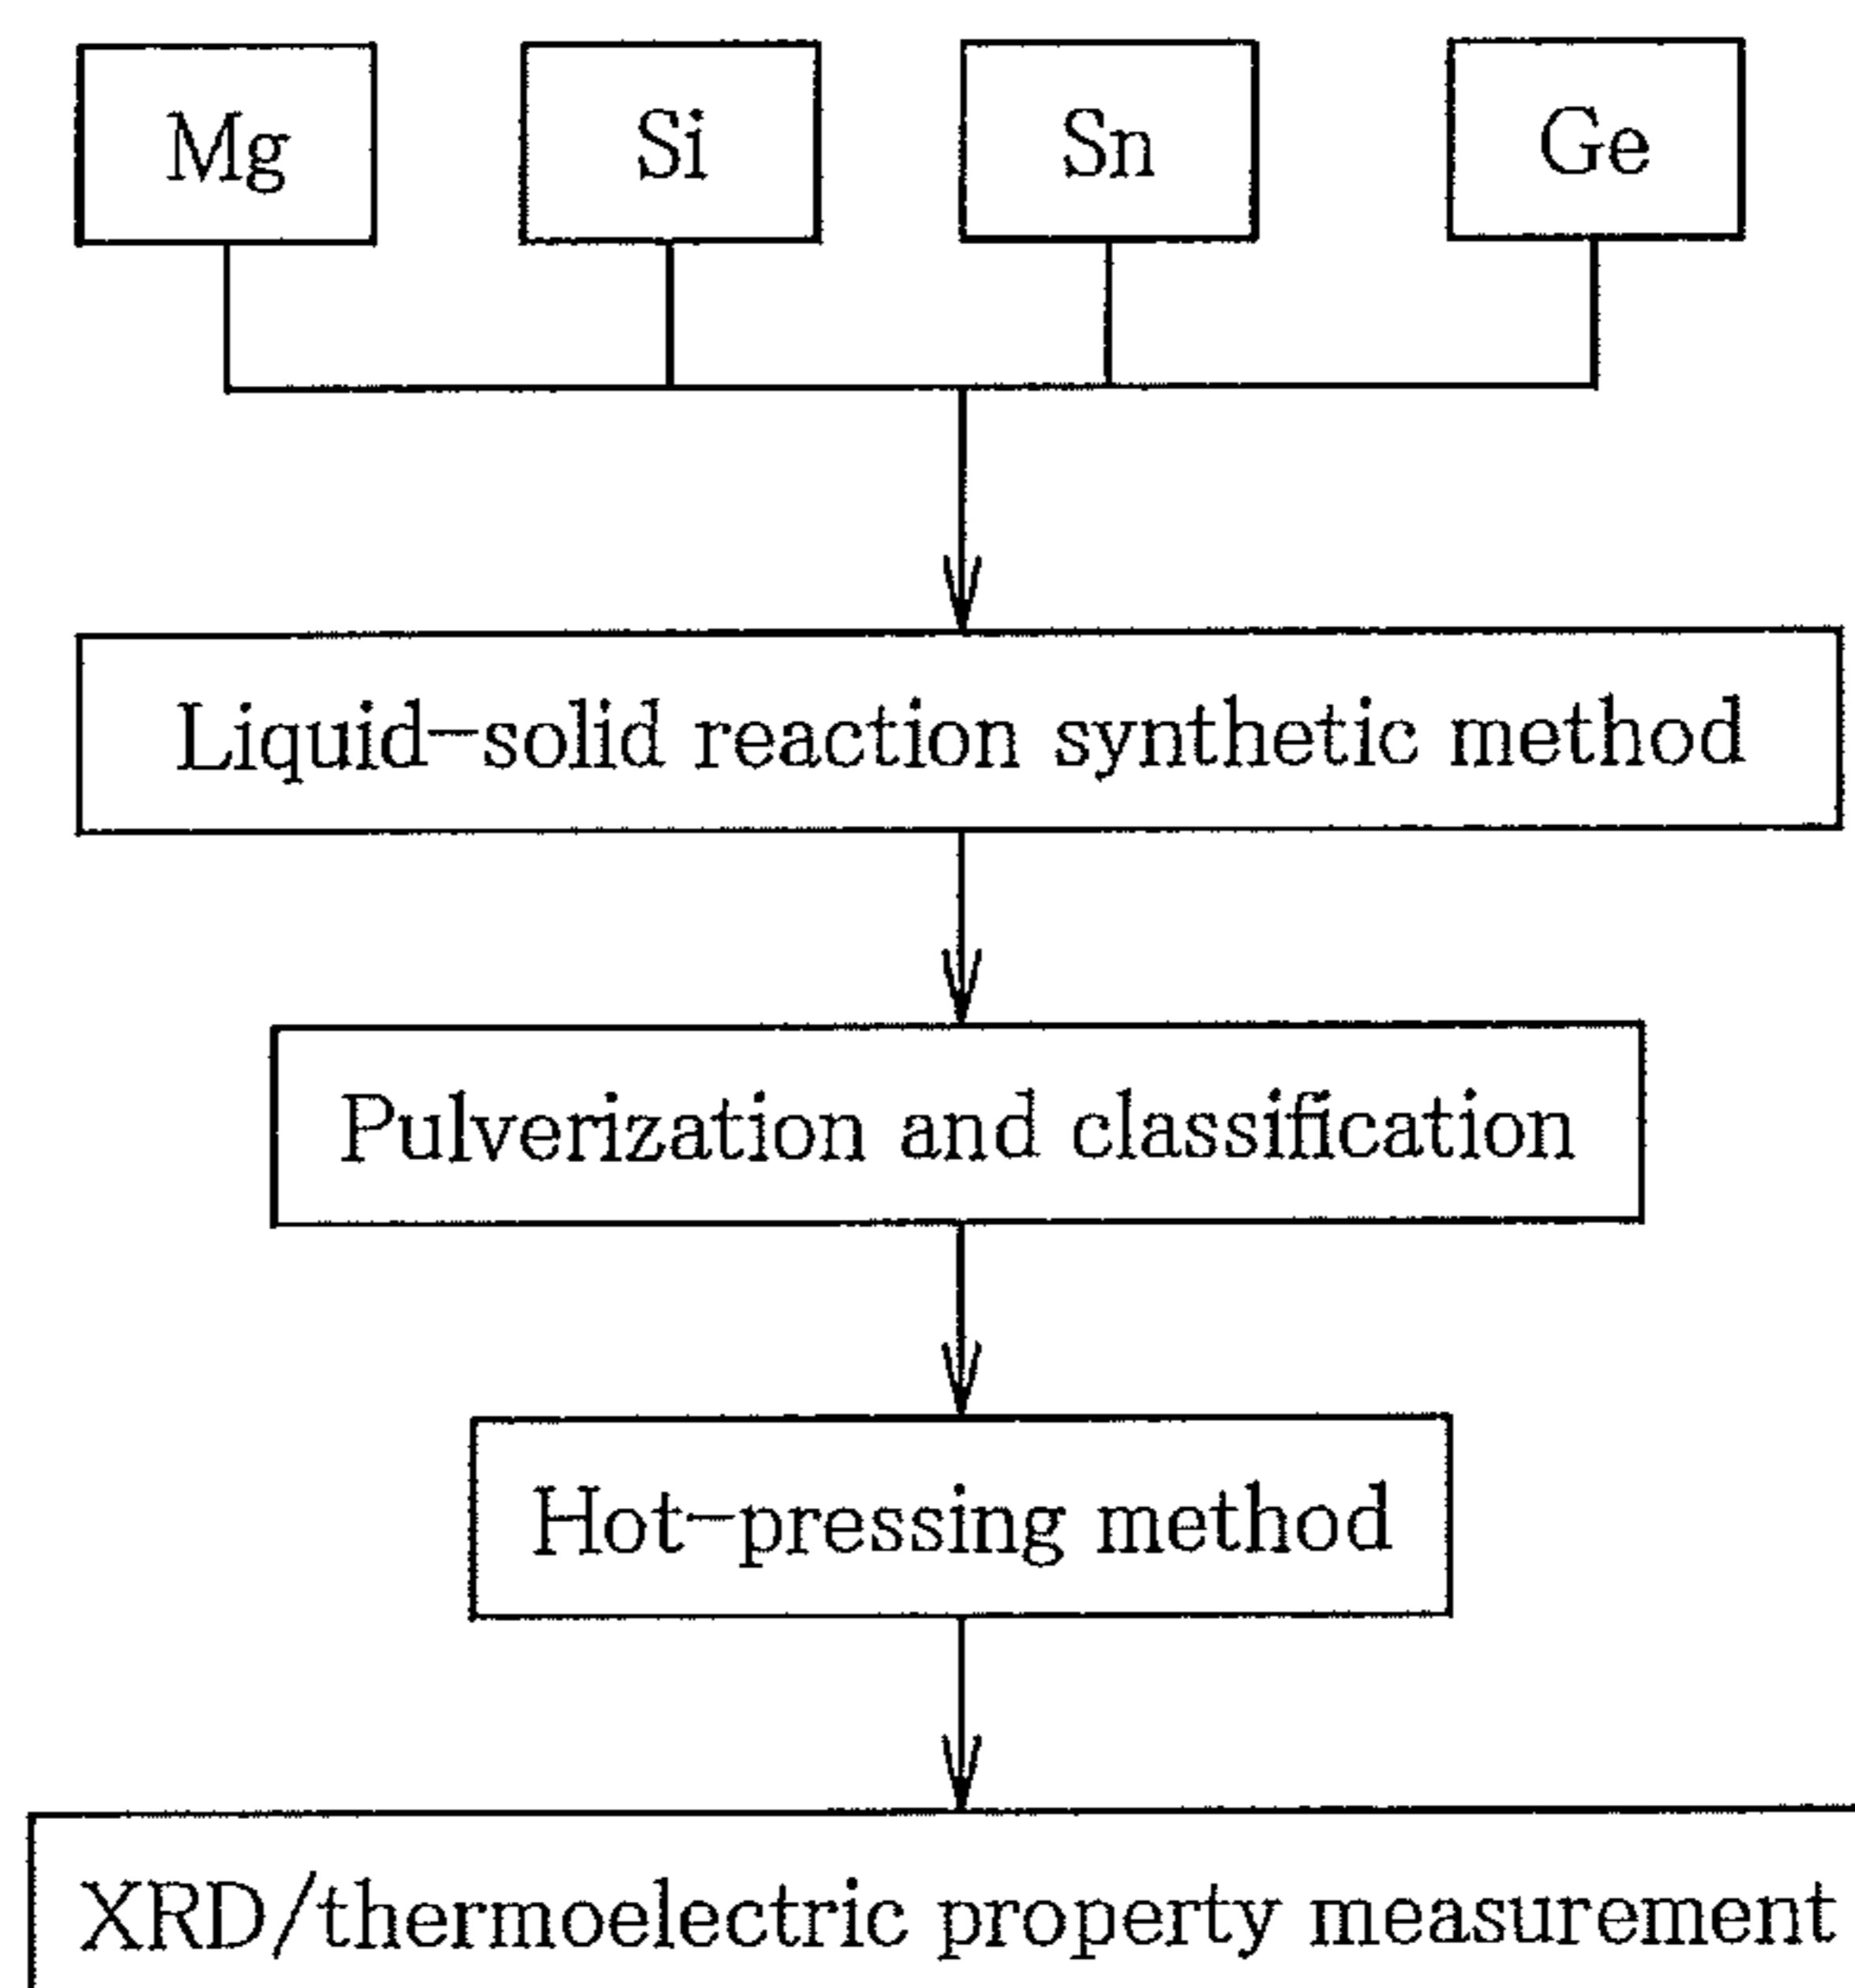 Mg Si Sn Ge
Liquid-solid reaction synthetic method
Pulverization and classification
Hot-pressing method
XRD/thermoelectric property measurement